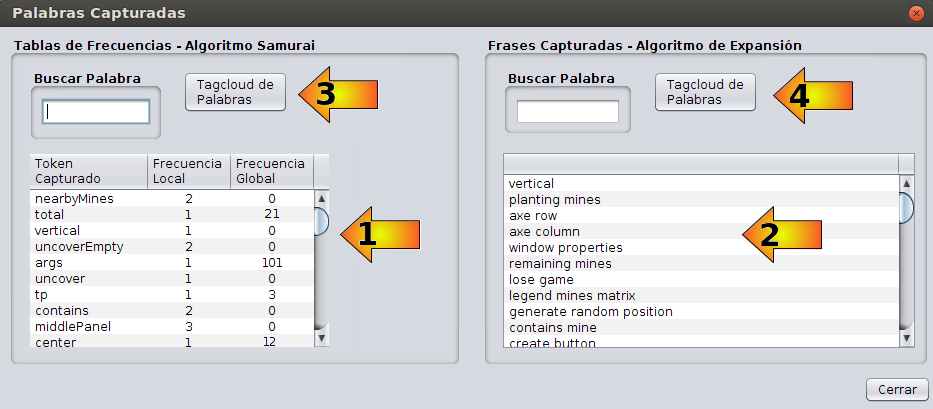 Palabras Capturadas
Tablas de Frecuencias - Algoritmo Samurai
Buscar Palabra
Tagcloud de
Palabras
3
Token
Capturado
Frecuencia
Local
Frecuencia
Global
nearbyMines 2 0
total 1 21
vertical 1 0
uncoverEmpty 2 0
args 1 101
uncover 1 0
tp 1 3
contains 2 0
middlePanel 3 0
center 1 12
1
Frases Capturadas - Algoritmo de Expansión
Buscar Palabra
Tagcloud de
Palabras
4
vertical
planting mines
axe row
axe column
window properties
remaining mines
lose game
legend mines matrix
generate random position
contains mine
create button
2
Cerrar